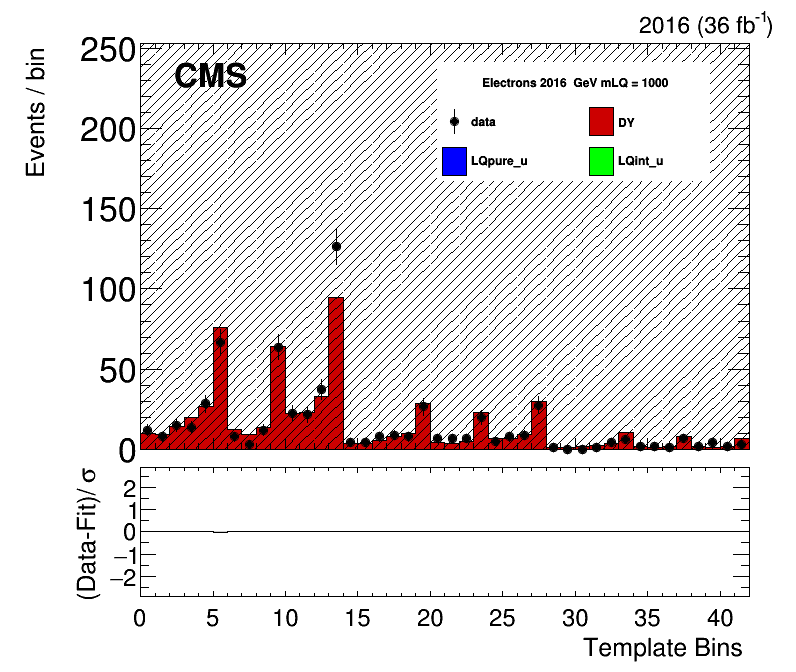 2016 (36 fb-1)
CMS
Electrons 2016 GeV mLQ = 1000
data
DY
LQpure_u
LQint_u
Events / bin
250
200
150
100
50
0
(Data-Fit)/ σ
2
1
0
−1
−2
0 5 10 15 20 25 30 35 40
Template Bins